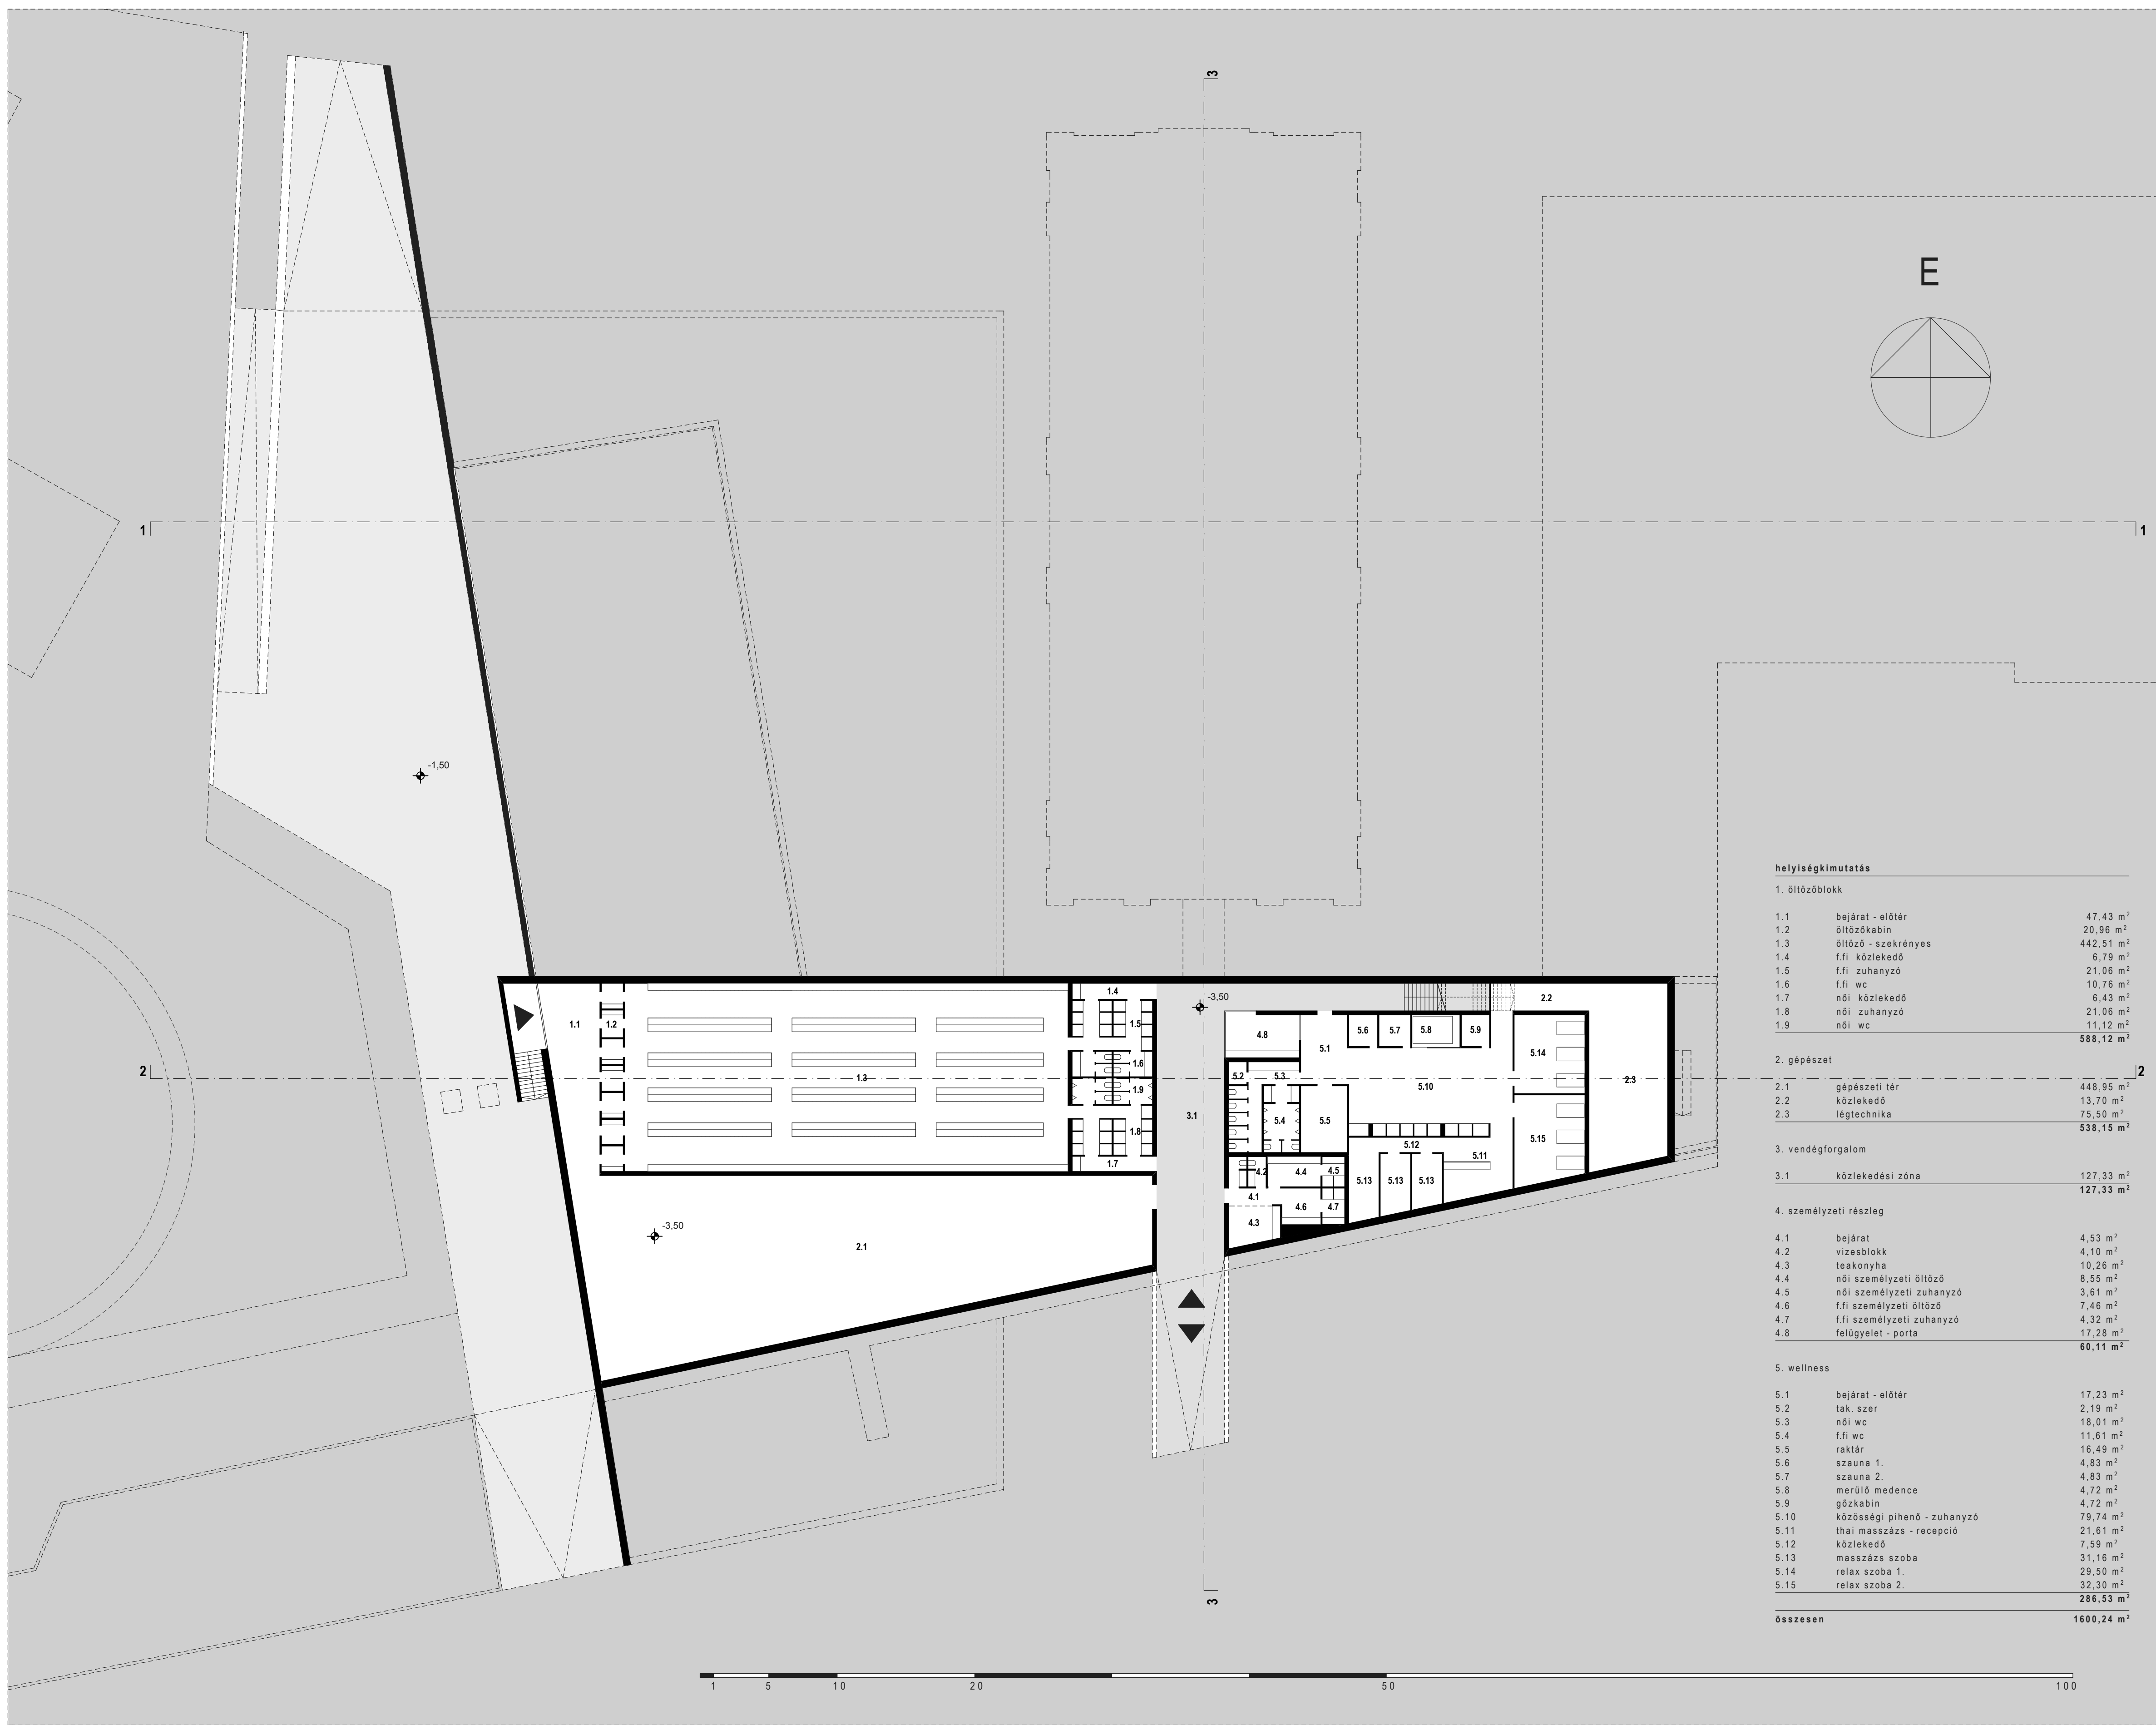 3
E
1
1
-1,50
-3,50
1.4
2.2
1.1
1.2
1.5
4.8
5.1
5.6
5.7
5.8
5.9
5.14
1.6
1.3
5.2
5.3
5.10
2.3
2
2
1.9
3.1
5.4
5.5
1.8
5.12
5.15
1.7
5.11
4.2
4.4
4.5
5.13
5.13
5.13
4.1
4.6
4.7
4.3
-3,50
2.1
3
helyiségkimutatás
1. öltözőblokk
1.1 bejárat - előtér 47,43 m²
1.2 öltözőkabin 20,96 m²
1.3 öltöző - szekrényes 442,51 m²
1.4 f.fi közlekedő 6,79 m²
1.5 f.fi zuhanyzó 21,06 m²
1.6 f.fi wc 10,76 m²
1.7 női közlekedő 6,43 m²
1.8 női zuhanyzó 21,06 m²
1.9 női wc 11,12 m²
588,12 m²
2. gépészet
2.1 gépészeti tér 448,95 m²
2.2 közlekedő 13,70 m²
2.3 légtechnika 75,50 m²
538,15 m²
3. vendégforgalom
3.1 közlekedési zóna 127,33 m²
127,33 m²
4. személyzeti részleg
4.1 bejárat 4,53 m²
4.2 vizesblokk 4,10 m²
4.3 teakonyha 10,26 m²
4.4 női személyzeti öltöző 8,55 m²
4.5 női személyzeti zuhanyzó 3,61 m²
4.6 f.fi személyzeti öltöző 7,46 m²
4.7 f.fi személyzeti zuhanyzó 4,32 m²
4.8 felügyelet - porta 17,28 m²
60,11 m²
5. wellness
5.1 bejárat - előtér 17,23 m²
5.2 tak. szer 2,19 m²
5.3 női wc 18,01 m²
5.4 f.fi wc 11,61 m²
5.5 raktár 16,49 m²
5.6 szauna 1. 4,83 m²
5.7 szauna 2. 4,83 m²
5.8 merülő medence 4,72 m²
5.9 gőzkabin 4,72 m²
5.10 közösségi pihenő - zuhanyzó 79,74 m²
5.11 thai masszázs - recepció 21,61 m²
5.12 közlekedő 7,59 m²
5.13 masszázs szoba 31,16 m²
5.14 relax szoba 1. 29,50 m²
5.15 relax szoba 2. 32,30 m²
286,53 m²
összesen 1600,24 m²
1 5 10 20 50 100